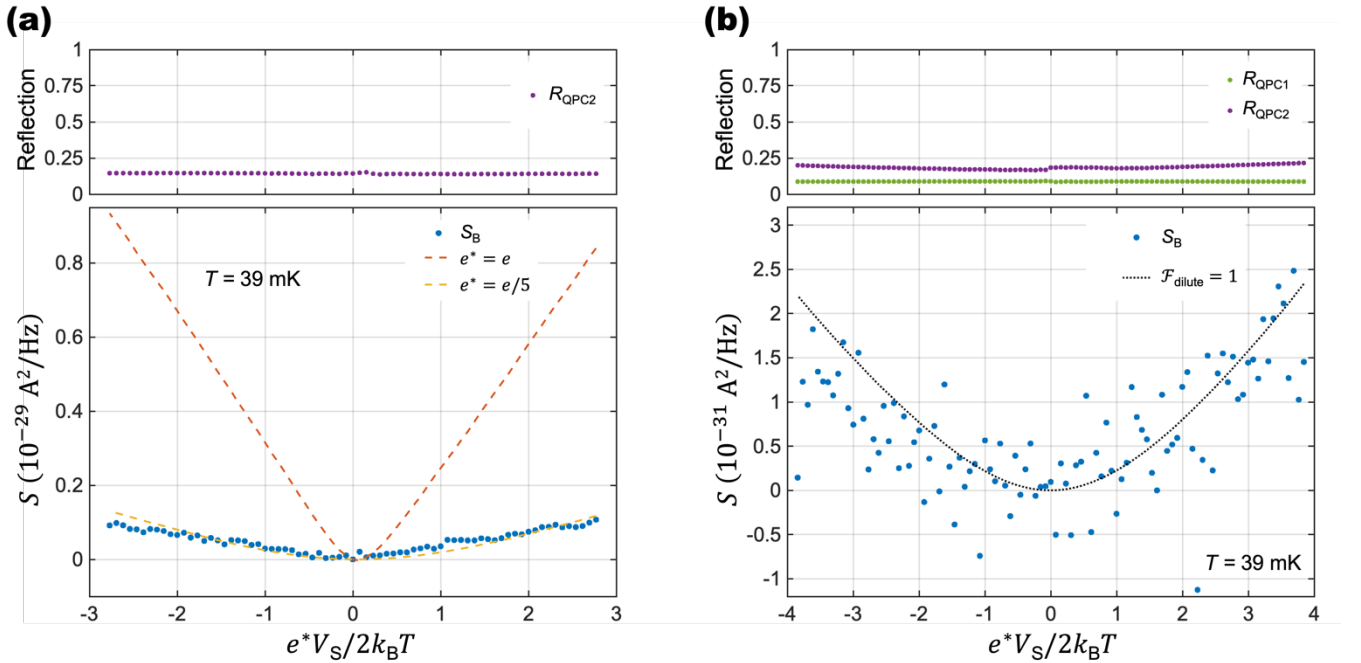 (a)
Reflection
1
0.75
0.5
0.25
0
R_QPC2
S (10^−29 A^2/Hz)
0.8
0.6
0.4
0.2
0
T = 39 mK
S_B
e* = e
e* = e/5
-3 -2 -1 0 1 2 3
e*V_S/2k_BT
(b)
Reflection
1
0.75
0.5
0.25
0
R_QPC1
R_QPC2
S (10^−31 A^2/Hz)
3
2.5
2
1.5
1
0.5
0
-0.5
-1
S_B
ℱ_dilute = 1
T = 39 mK
-4 -3 -2 -1 0 1 2 3 4
e*V_S/2k_BT